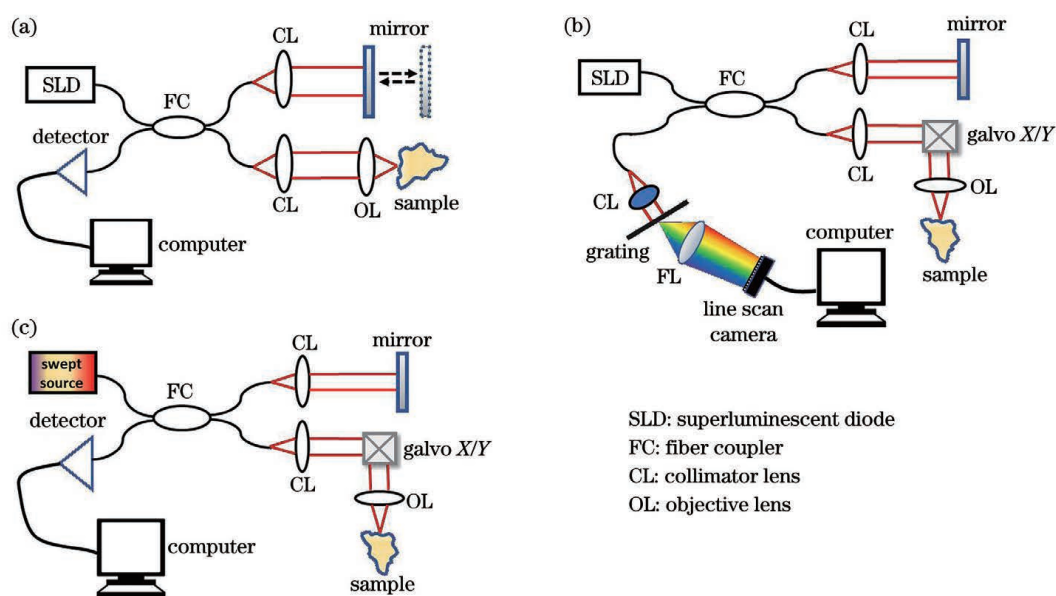 (a)
mirror
CL
SLD
FC
detector
CL
OL
sample
computer
(b)
mirror
CL
SLD
FC
galvo X/Y
CL
OL
CL
computer
grating
FL
sample
line scan
camera
(c)
mirror
CL
swept
source
FC
detector
galvo X/Y
CL
OL
computer
sample
SLD: superluminescent diode
FC: fiber coupler
CL: collimator lens
OL: objective lens